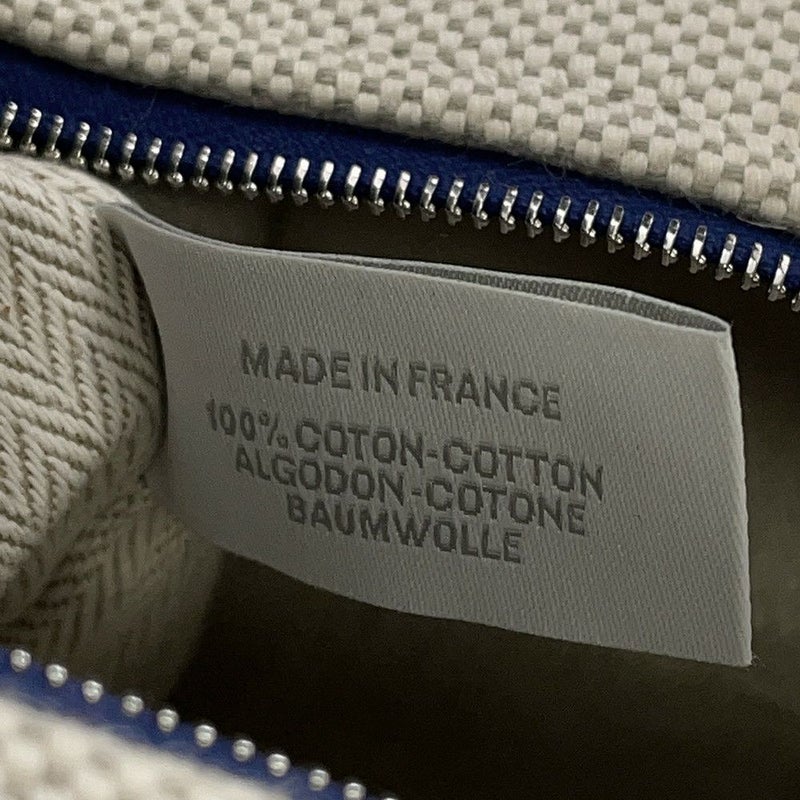 MADE IN FRANCE
100% COTON-COTTON
ALGODON-COTONE
BAUMWOLLE